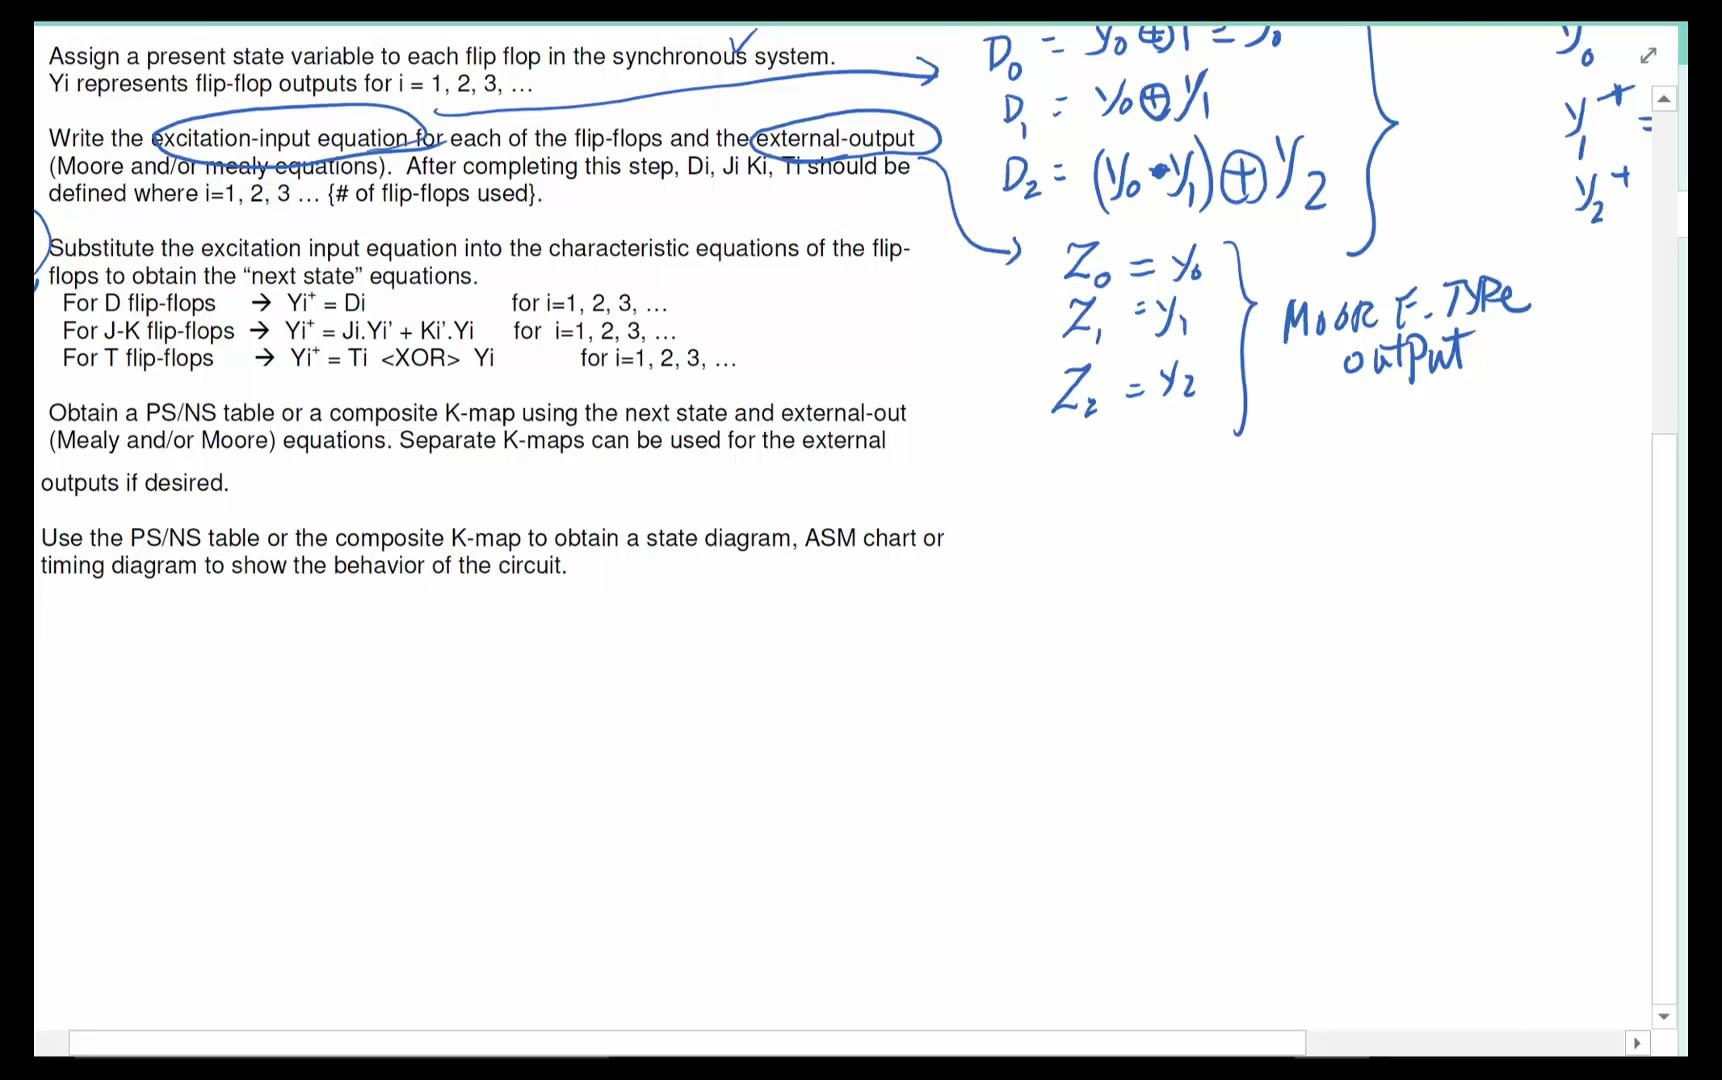 Assign a present state variable to each flip flop in the synchronous system.
Yi represents flip-flop outputs for i = 1, 2, 3, …
Write the excitation-input equation for each of the flip-flops and the external-output
(Moore and/or mealy equations). After completing this step, Di, Ji Ki, Ti should be
defined where i=1, 2, 3 … {# of flip-flops used}.
Substitute the excitation input equation into the characteristic equations of the flip-
flops to obtain the “next state” equations.
For D flip-flops → Yi⁺ = Di for i=1, 2, 3, …
For J-K flip-flops → Yi⁺ = Ji.Yi' + Ki'.Yi for i=1, 2, 3, …
For T flip-flops → Yi⁺ = Ti <XOR> Yi for i=1, 2, 3, …
Obtain a PS/NS table or a composite K-map using the next state and external-out
(Mealy and/or Moore) equations. Separate K-maps can be used for the external
outputs if desired.
Use the PS/NS table or the composite K-map to obtain a state diagram, ASM chart or
timing diagram to show the behavior of the circuit.
D₀ = y₀ ⊕ 1 = y₀
D₁ = y₀ ⊕ y₁
D₂ = (y₀ • y₁) ⊕ y₂
Z₀ = y₀
Z₁ = y₁
Z₂ = y₂
MOORE-TYPE
OUTPUT
y₀
y₁⁺ =
y₂⁺